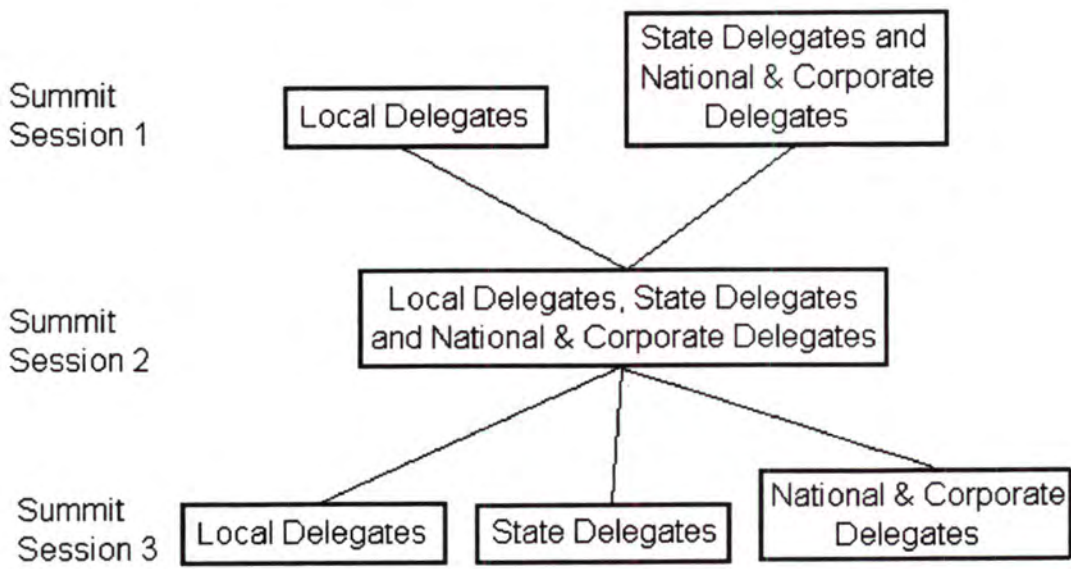 State Delegates and
National & Corporate
Delegates
Summit
Session 1
Local Delegates
Local Delegates, State Delegates
and National & Corporate Delegates
Summit
Session 2
National & Corporate
Delegates
Summit
Session 3
Local Delegates
State Delegates